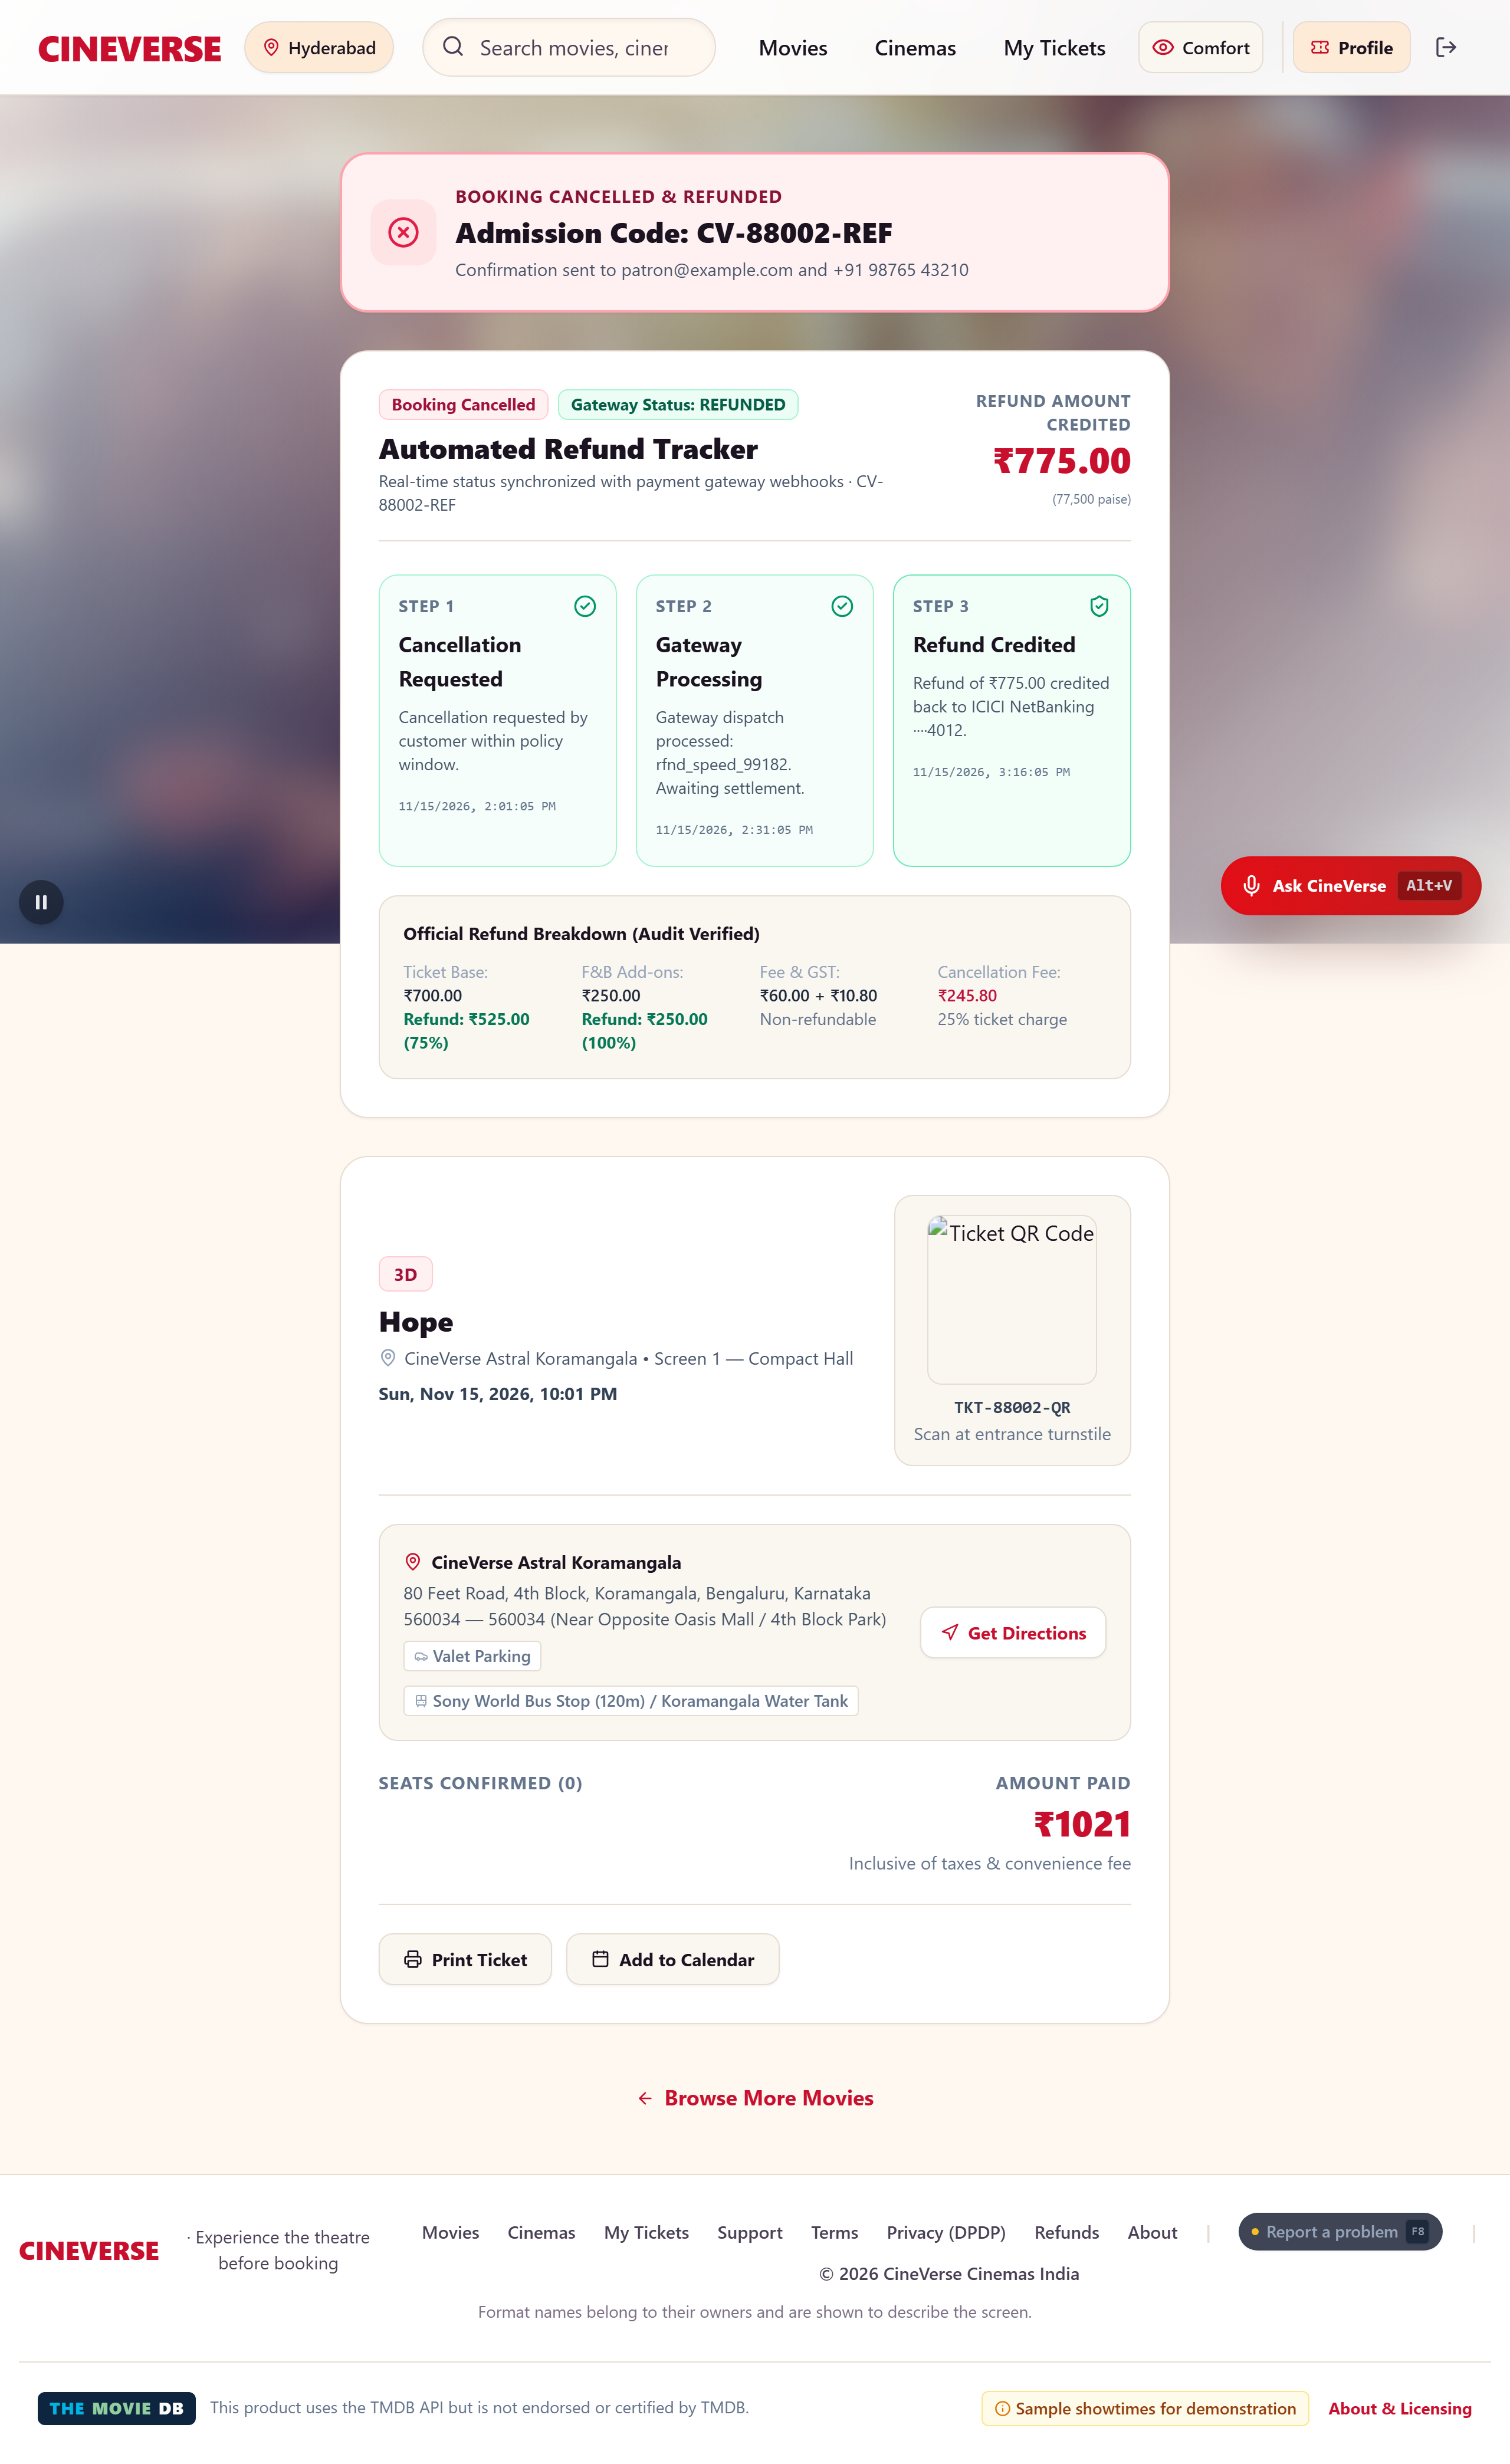 CINEVERSE
Hyderabad
Search movies, ciner
Movies
Cinemas
My Tickets
Comfort
Profile
BOOKING CANCELLED & REFUNDED
Admission Code: CV-88002-REF
Confirmation sent to patron@example.com and +91 98765 43210
Booking Cancelled
Gateway Status: REFUNDED
Automated Refund Tracker
Real-time status synchronized with payment gateway webhooks · CV-
88002-REF
REFUND AMOUNT
CREDITED
₹775.00
(77,500 paise)
STEP 1
Cancellation
Requested
Cancellation requested by
customer within policy
window.
11/15/2026, 2:01:05 PM
STEP 2
Gateway
Processing
Gateway dispatch
processed:
rfnd_speed_99182.
Awaiting settlement.
11/15/2026, 2:31:05 PM
STEP 3
Refund Credited
Refund of ₹775.00 credited
back to ICICI NetBanking
····4012.
11/15/2026, 3:16:05 PM
Ask CineVerse Alt+V
Official Refund Breakdown (Audit Verified)
Ticket Base:
₹700.00
Refund: ₹525.00
(75%)
F&B Add-ons:
₹250.00
Refund: ₹250.00
(100%)
Fee & GST:
₹60.00 + ₹10.80
Non-refundable
Cancellation Fee:
₹245.80
25% ticket charge
3D
Hope
CineVerse Astral Koramangala • Screen 1 — Compact Hall
Sun, Nov 15, 2026, 10:01 PM
Ticket QR Code
TKT-88002-QR
Scan at entrance turnstile
CineVerse Astral Koramangala
80 Feet Road, 4th Block, Koramangala, Bengaluru, Karnataka
560034 — 560034 (Near Opposite Oasis Mall / 4th Block Park)
Valet Parking
Sony World Bus Stop (120m) / Koramangala Water Tank
Get Directions
SEATS CONFIRMED (0)
AMOUNT PAID
₹1021
Inclusive of taxes & convenience fee
Print Ticket
Add to Calendar
Browse More Movies
CINEVERSE
· Experience the theatre
before booking
Movies
Cinemas
My Tickets
Support
Terms
Privacy (DPDP)
Refunds
About
|
Report a problem F8
|
© 2026 CineVerse Cinemas India
Format names belong to their owners and are shown to describe the screen.
THE MOVIE DB
This product uses the TMDB API but is not endorsed or certified by TMDB.
Sample showtimes for demonstration
About & Licensing